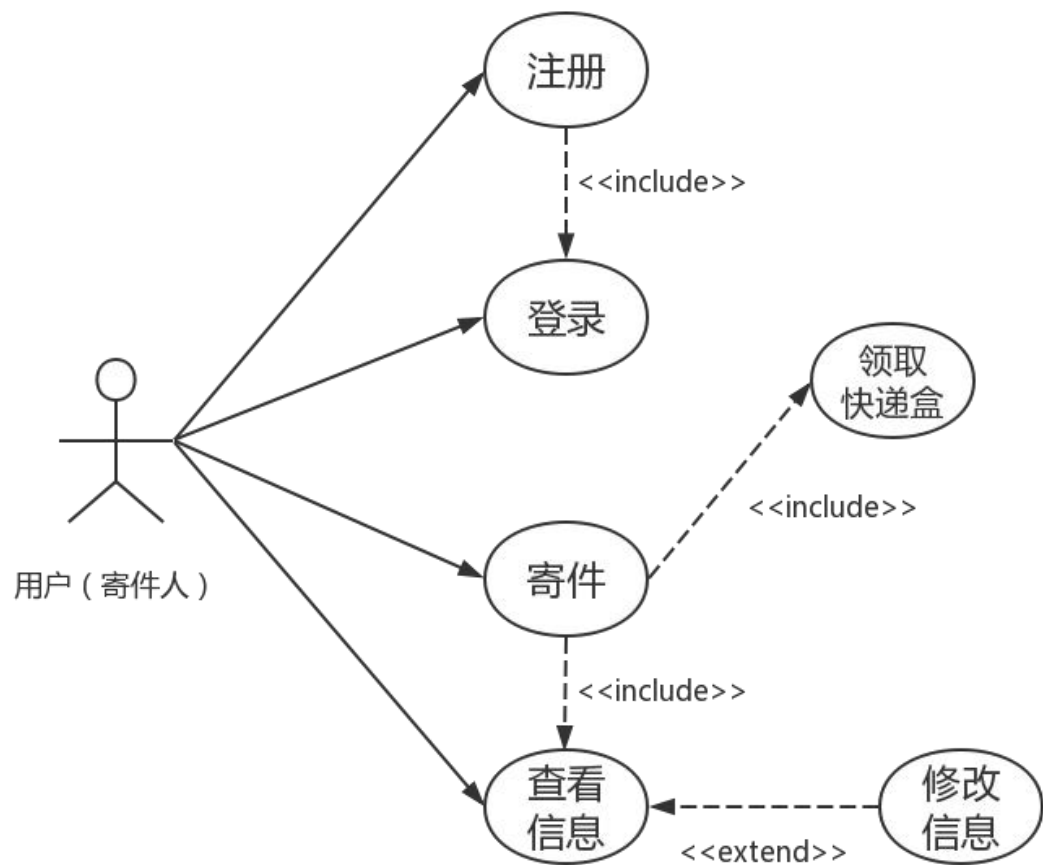 注册
<<include>>
登录
领取
快递盒
<<include>>
寄件
用户（寄件人）
<<include>>
查看
信息
修改
信息
<<extend>>